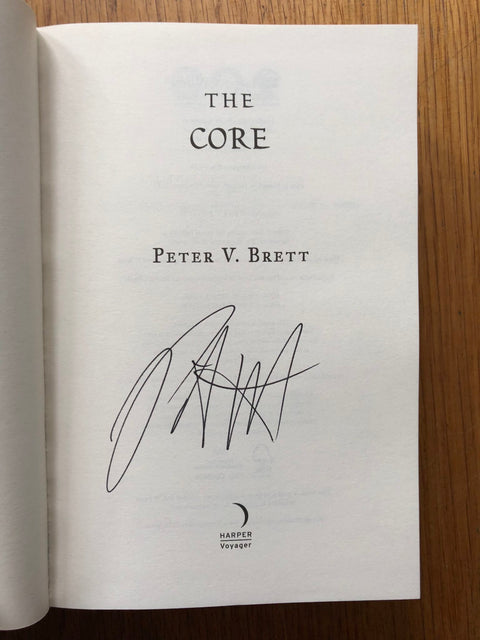 THE
CORE
PETER V. BRETT
HARPER
Voyager